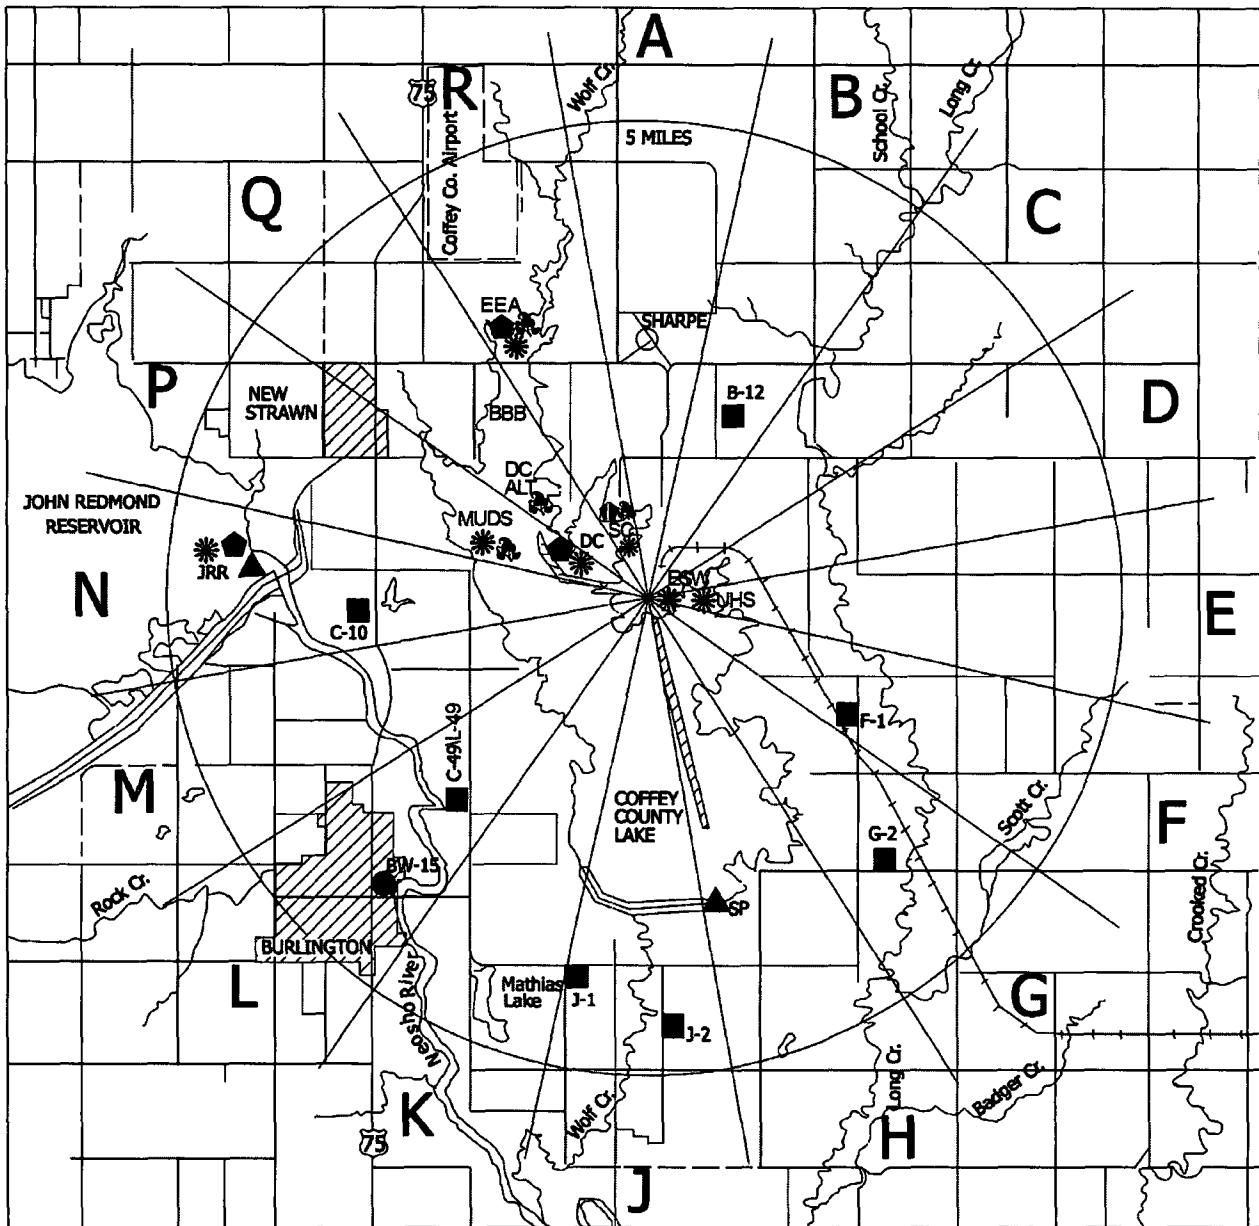 A
R
75
Wolf Cr.
B
School Cr.
Long Cr.
5 MILES
Coffey Co. Airport
Q
C
EEA
SHARPE
P
NEW
STRAWN
BBB
B-12
D
DC
ALT
JOHN REDMOND
RESERVOIR
MUDS
SC
DC
JRR
ESW
NHS
N
C-10
E
F-1
C-49\L-49
M
COFFEY
COUNTY
LAKE
Scott Cr.
F
G-2
BW-15
Rock Cr.
SP
Crooked Cr.
BURLINGTON
L
Mathias
Lake
J-1
G
Neosho River
J-2
Long Cr.
Badger Cr.
K
Wolf Cr.
75
H
J